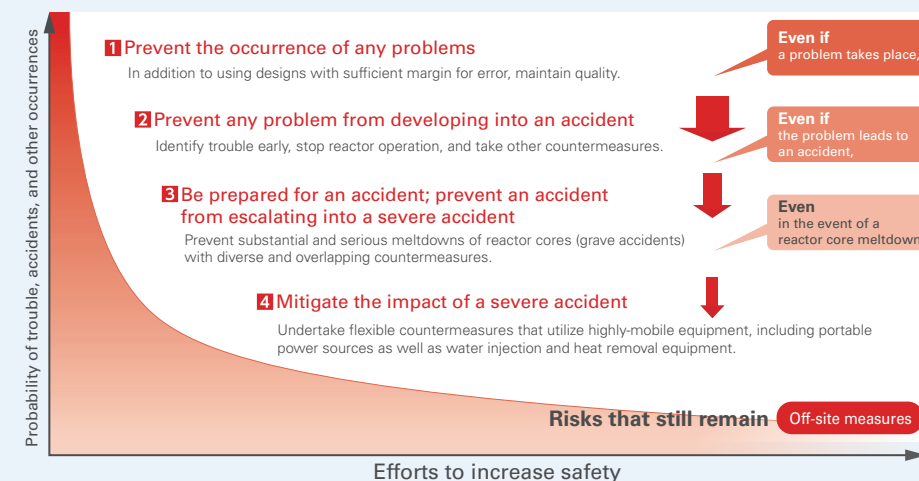 Probability of trouble, accidents, and other occurrences
1 Prevent the occurrence of any problems
In addition to using designs with sufficient margin for error, maintain quality.
Even if
a problem takes place,
2 Prevent any problem from developing into an accident
Identify trouble early, stop reactor operation, and take other countermeasures.
Even if
the problem leads to
an accident,
3 Be prepared for an accident; prevent an accident
from escalating into a severe accident
Prevent substantial and serious meltdowns of reactor cores (grave accidents)
with diverse and overlapping countermeasures.
Even
in the event of a
reactor core meltdown
4 Mitigate the impact of a severe accident
Undertake flexible countermeasures that utilize highly-mobile equipment, including portable
power sources as well as water injection and heat removal equipment.
Risks that still remain
Off-site measures
Efforts to increase safety